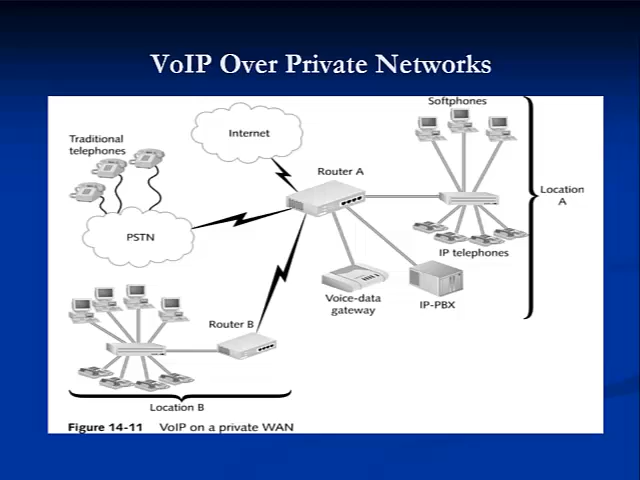 VoIP Over Private Networks
Softphones
Internet
Traditional
telephones
Router A
Location
A
PSTN
IP telephones
Voice-data
gateway
IP-PBX
Router B
Location B
Figure 14-11 VoIP on a private WAN